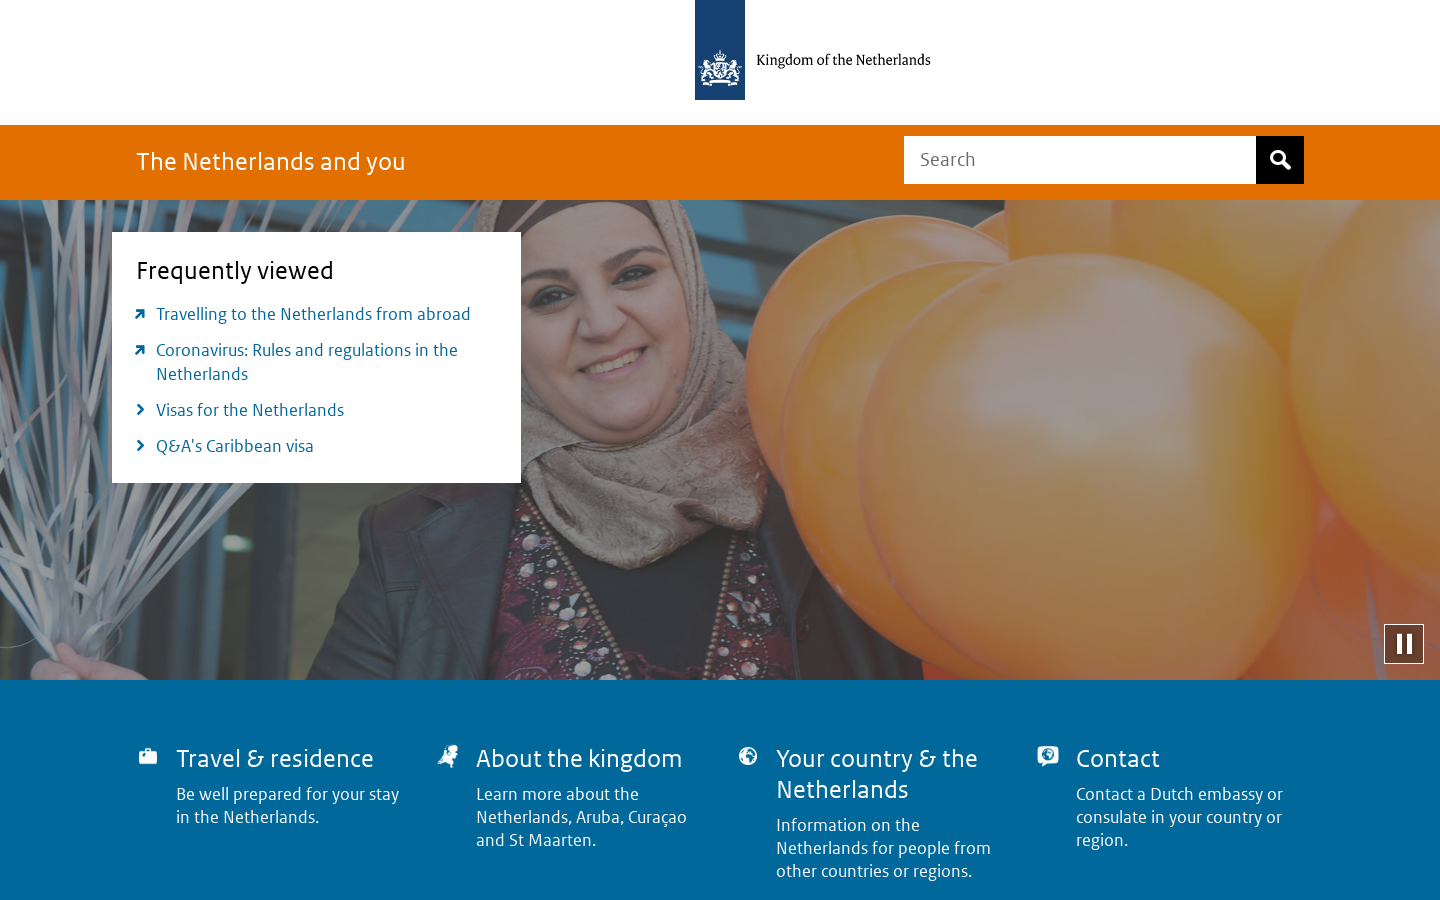 Kingdom of the Netherlands
The Netherlands and you
Search
Frequently viewed
Travelling to the Netherlands from abroad
Coronavirus: Rules and regulations in the
Netherlands
Visas for the Netherlands
Q&A's Caribbean visa
Travel & residence
Be well prepared for your stay
in the Netherlands.
About the kingdom
Learn more about the
Netherlands, Aruba, Curaçao
and St Maarten.
Your country & the
Netherlands
Information on the
Netherlands for people from
other countries or regions.
Contact
Contact a Dutch embassy or
consulate in your country or
region.